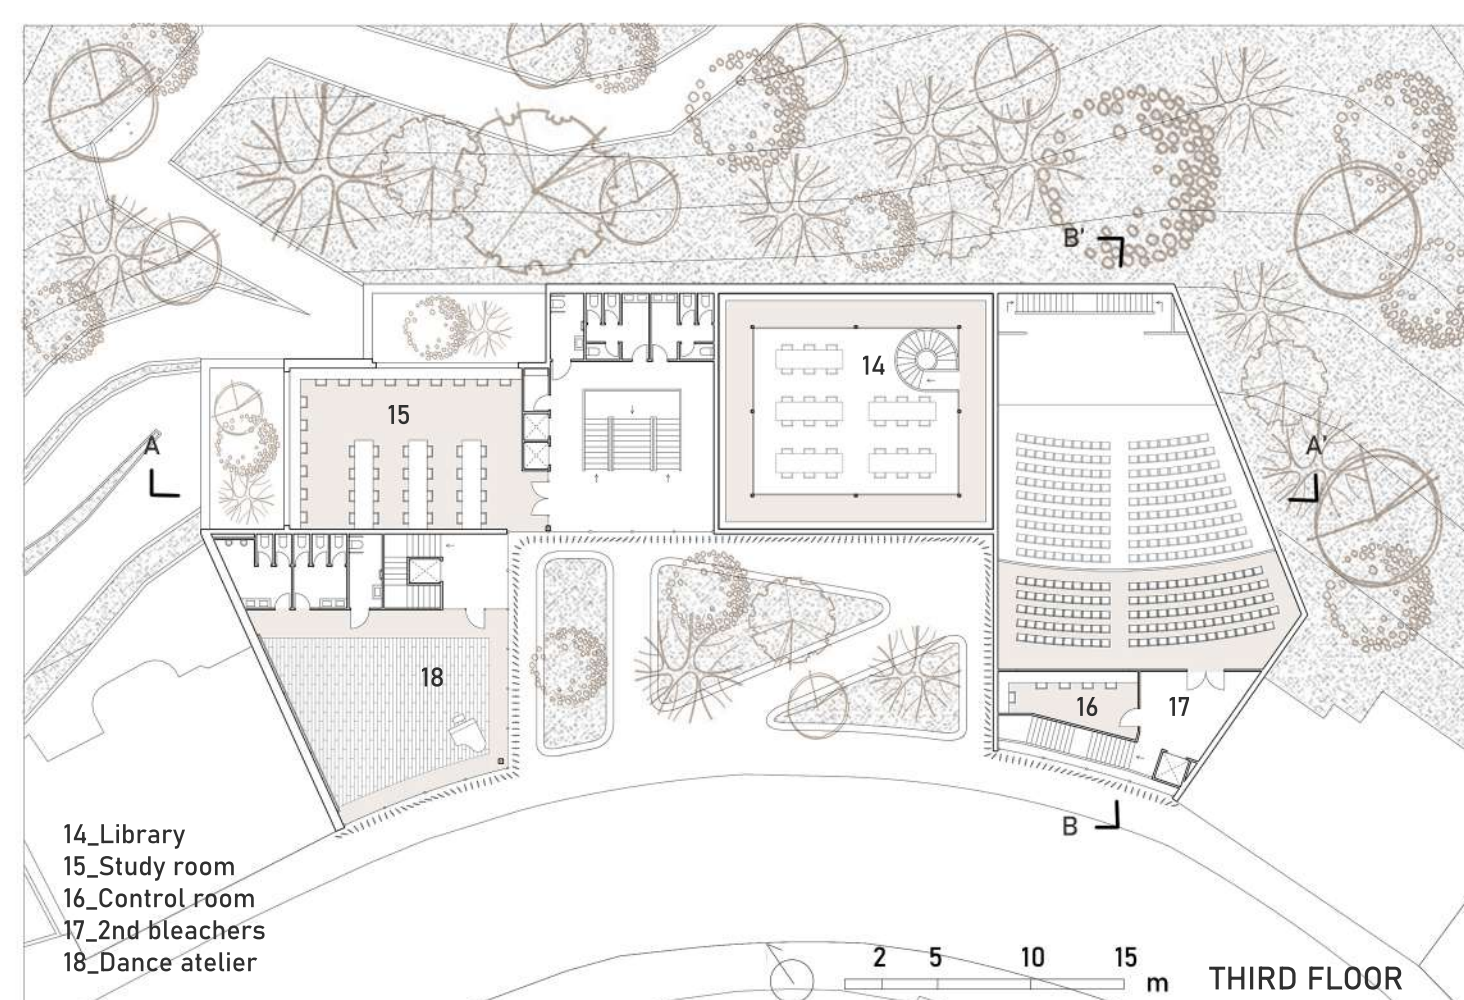 B'
14
15
A
A'
18
16
17
B
14_Library
15_Study room
16_Control room
17_2nd bleachers
18_Dance atelier
2 5 10 15
m
THIRD FLOOR